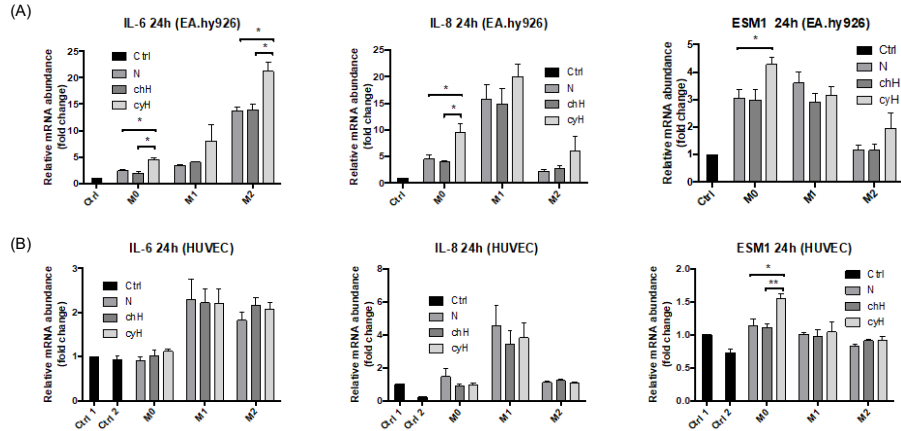 (A)
IL-6 24h (EA.hy926)
Relative mRNA abundance
(fold change)
25
20
15
10
5
0
Ctrl
N
chH
cyH
*
*
*
*
Ctrl
M0
M1
M2
IL-8 24h (EA.hy926)
Relative mRNA abundance
(fold change)
25
20
15
10
5
0
Ctrl
N
chH
cyH
*
*
Ctrl
M0
M1
M2
ESM1 24h (EA.hy926)
Relative mRNA abundance
(fold change)
5
4
3
2
1
0
Ctrl
N
chH
cyH
*
Ctrl
M0
M1
M2
(B)
IL-6 24h (HUVEC)
Relative mRNA abundance
(fold change)
4
3
2
1
0
Ctrl
N
chH
cyH
Ctrl 1
Ctrl 2
M0
M1
M2
IL-8 24h (HUVEC)
Relative mRNA abundance
(fold change)
8
6
4
2
0
Ctrl
N
chH
cyH
Ctrl 1
Ctrl 2
M0
M1
M2
ESM1 24h (HUVEC)
Relative mRNA abundance
(fold change)
2.0
1.5
1.0
0.5
0.0
Ctrl
N
chH
cyH
*
**
Ctrl 1
Ctrl 2
M0
M1
M2